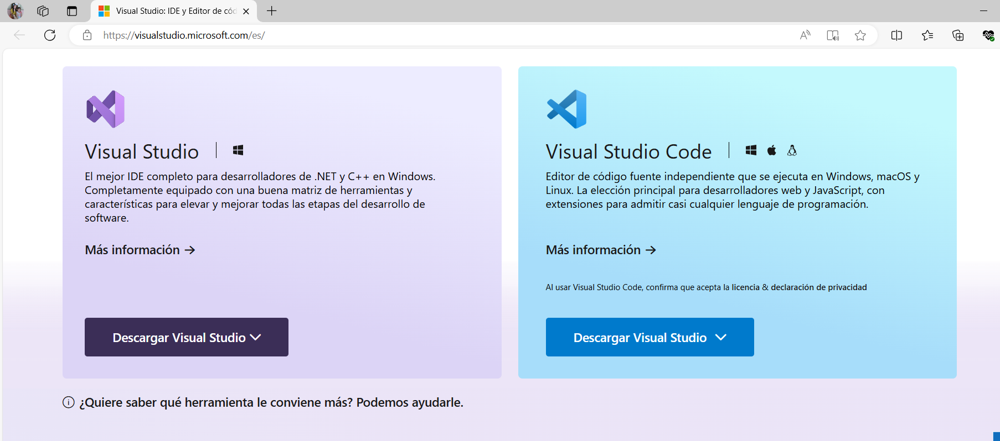 Visual Studio: IDE y Editor de cód
https://visualstudio.microsoft.com/es/
Visual Studio
El mejor IDE completo para desarrolladores de .NET y C++ en Windows.
Completamente equipado con una buena matriz de herramientas y
características para elevar y mejorar todas las etapas del desarrollo de
software.
Más información →
Descargar Visual Studio
Visual Studio Code
Editor de código fuente independiente que se ejecuta en Windows, macOS y
Linux. La elección principal para desarrolladores web y JavaScript, con
extensiones para admitir casi cualquier lenguaje de programación.
Más información →
Al usar Visual Studio Code, confirma que acepta la licencia & declaración de privacidad
Descargar Visual Studio
¿Quiere saber qué herramienta le conviene más? Podemos ayudarle.